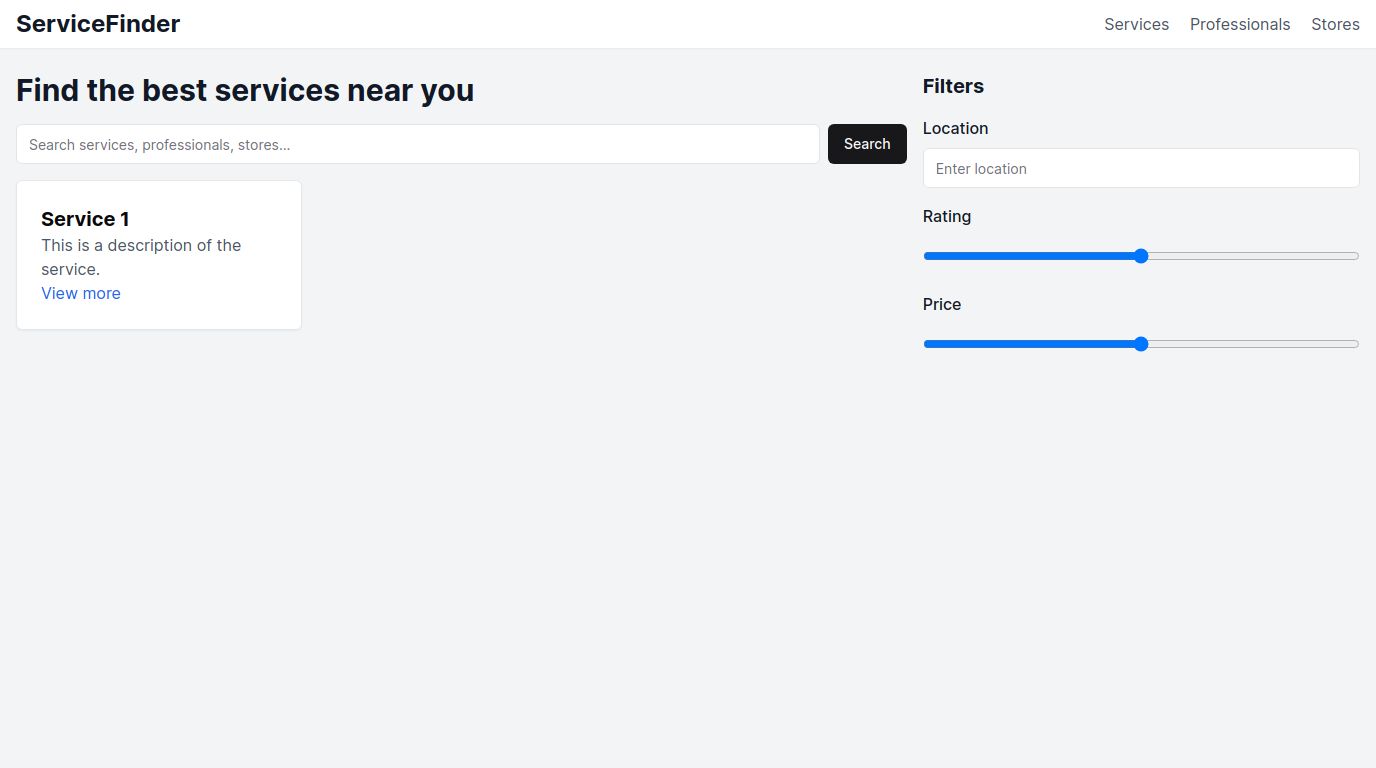 ServiceFinder
Services Professionals Stores
Find the best services near you
Search services, professionals, stores...
Search
Service 1
This is a description of the
service.
View more
Filters
Location
Enter location
Rating
Price